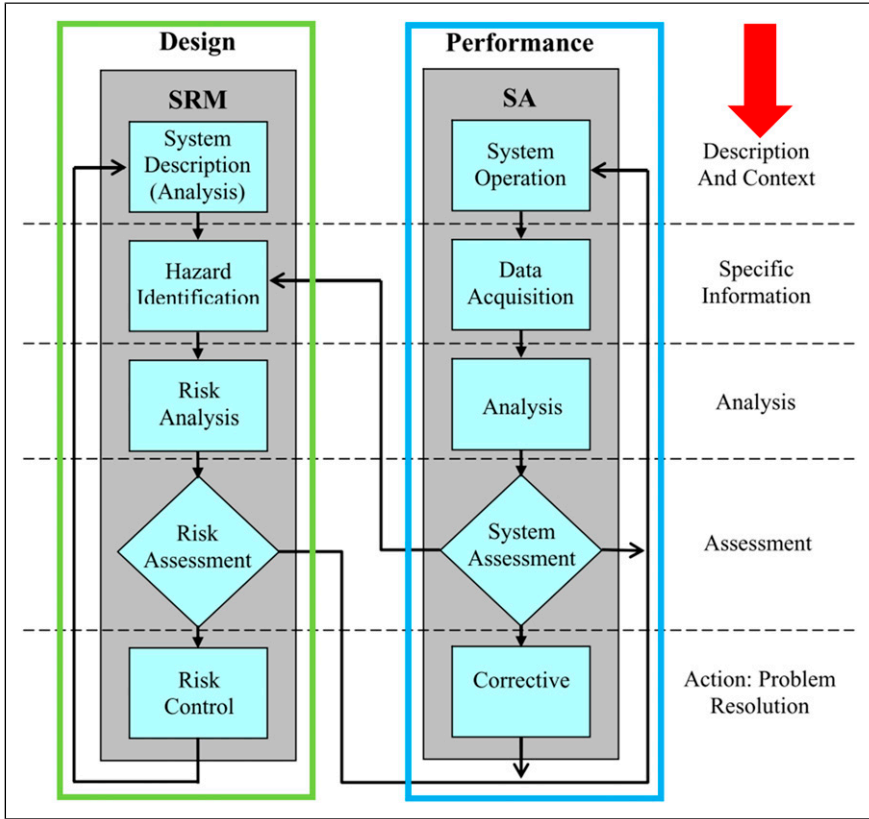 Design
Performance
SRM
SA
System
Description
(Analysis)
System
Operation
Description
And Context
Hazard
Identification
Data
Acquisition
Specific
Information
Risk
Analysis
Analysis
Analysis
Risk
Assessment
System
Assessment
Assessment
Risk
Control
Corrective
Action: Problem
Resolution